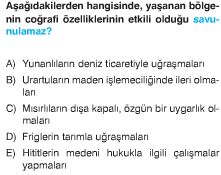 Aşağıdakilerden hangisinde, yaşanan bölge-
nin coğrafi özelliklerinin etkili olduğu savu-
nulamaz?
A) Yunanlıların deniz ticaretiyle uğraşmaları
B) Urartuların maden işlemeciliğinde ileri olma-
ları
C) Mısırlıların dışa kapalı, özgün bir uygarlık ol-
maları
D) Friglerin tarımla uğraşmaları
E) Hititlerin medeni hukukla ilgili çalışmalar
yapmaları